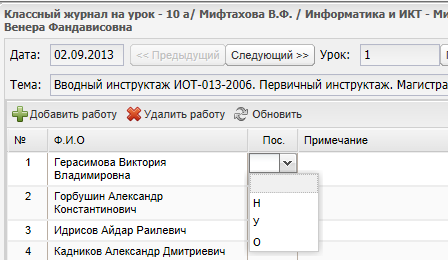 Классный журнал на урок - 10 а/ Мифтахова В.Ф. / Информатика и ИКТ - Ми
Венера Фандависовна
Дата: 02.09.2013 << Предыдущий Следующий >> Урок: 1
Тема: Вводный инструктаж ИОТ-013-2006. Первичный инструктаж. Магистра
Добавить работу Удалить работу Обновить
№ Ф.И.О Пос. Примечание
1 Герасимова Виктория
Владимировна
2 Горбушин Александр
Константинович
Н
У
О
3 Идрисов Айдар Раилевич
4 Кадников Александр Дмитриевич